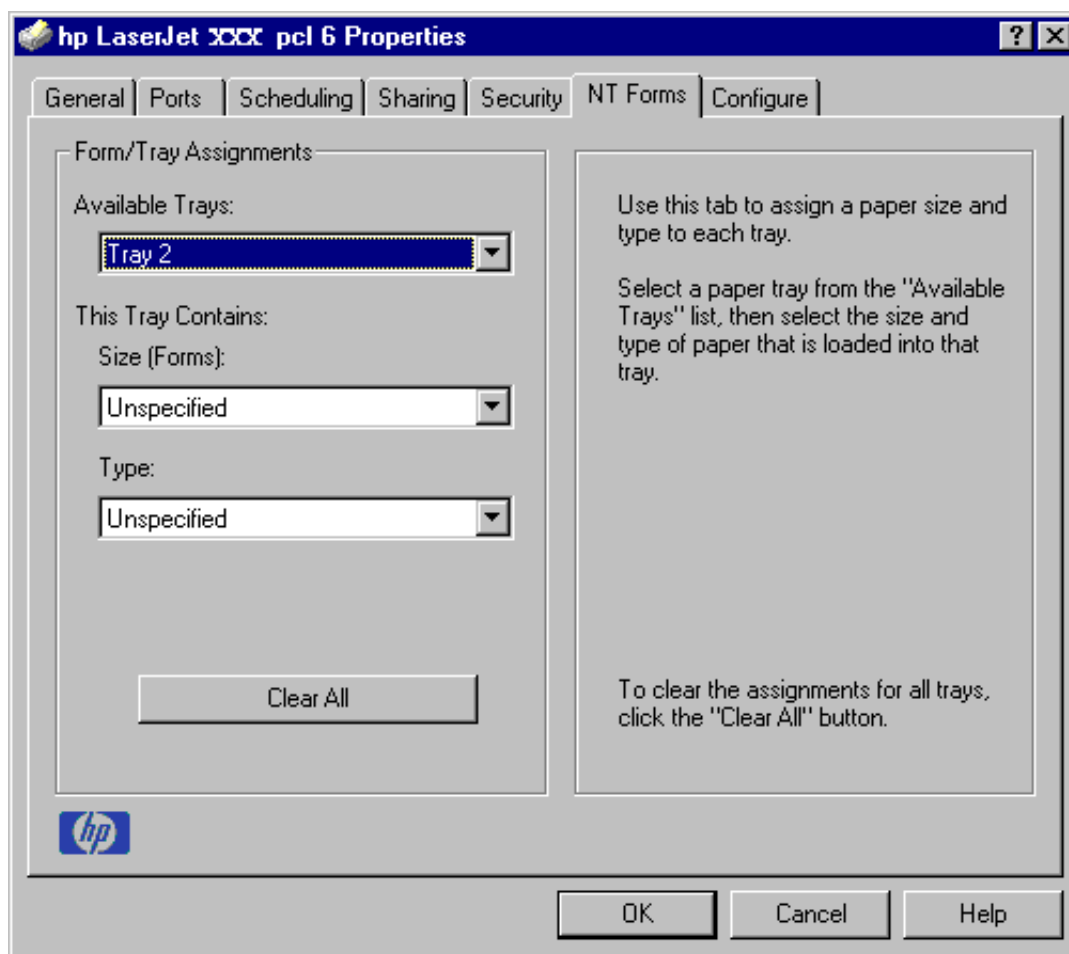 hp LaserJet XXX pcl 6 Properties
General Ports Scheduling Sharing Security NT Forms Configure
Form/Tray Assignments
Available Trays:
Tray 2
This Tray Contains:
Size (Forms):
Unspecified
Type:
Unspecified
Clear All
Use this tab to assign a paper size and
type to each tray.
Select a paper tray from the "Available
Trays" list, then select the size and
type of paper that is loaded into that
tray.
To clear the assignments for all trays,
click the "Clear All" button.
hp
OK Cancel Help